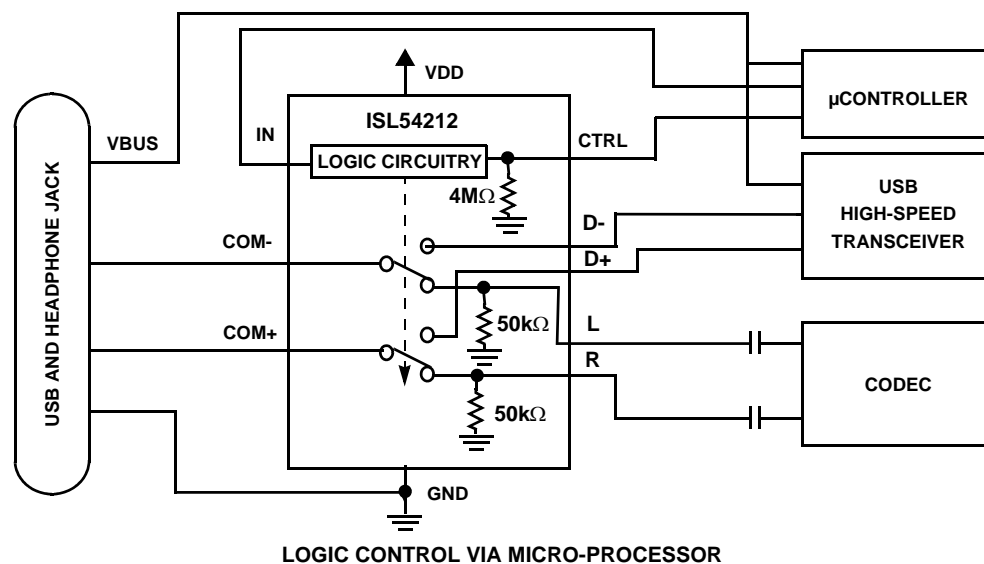 VDD
ISL54212
µCONTROLLER
VBUS
IN
CTRL
LOGIC CIRCUITRY
4MΩ
USB
HIGH-SPEED
TRANSCEIVER
D-
D+
COM-
USB AND HEADPHONE JACK
50kΩ
L
COM+
R
CODEC
50kΩ
GND
LOGIC CONTROL VIA MICRO-PROCESSOR